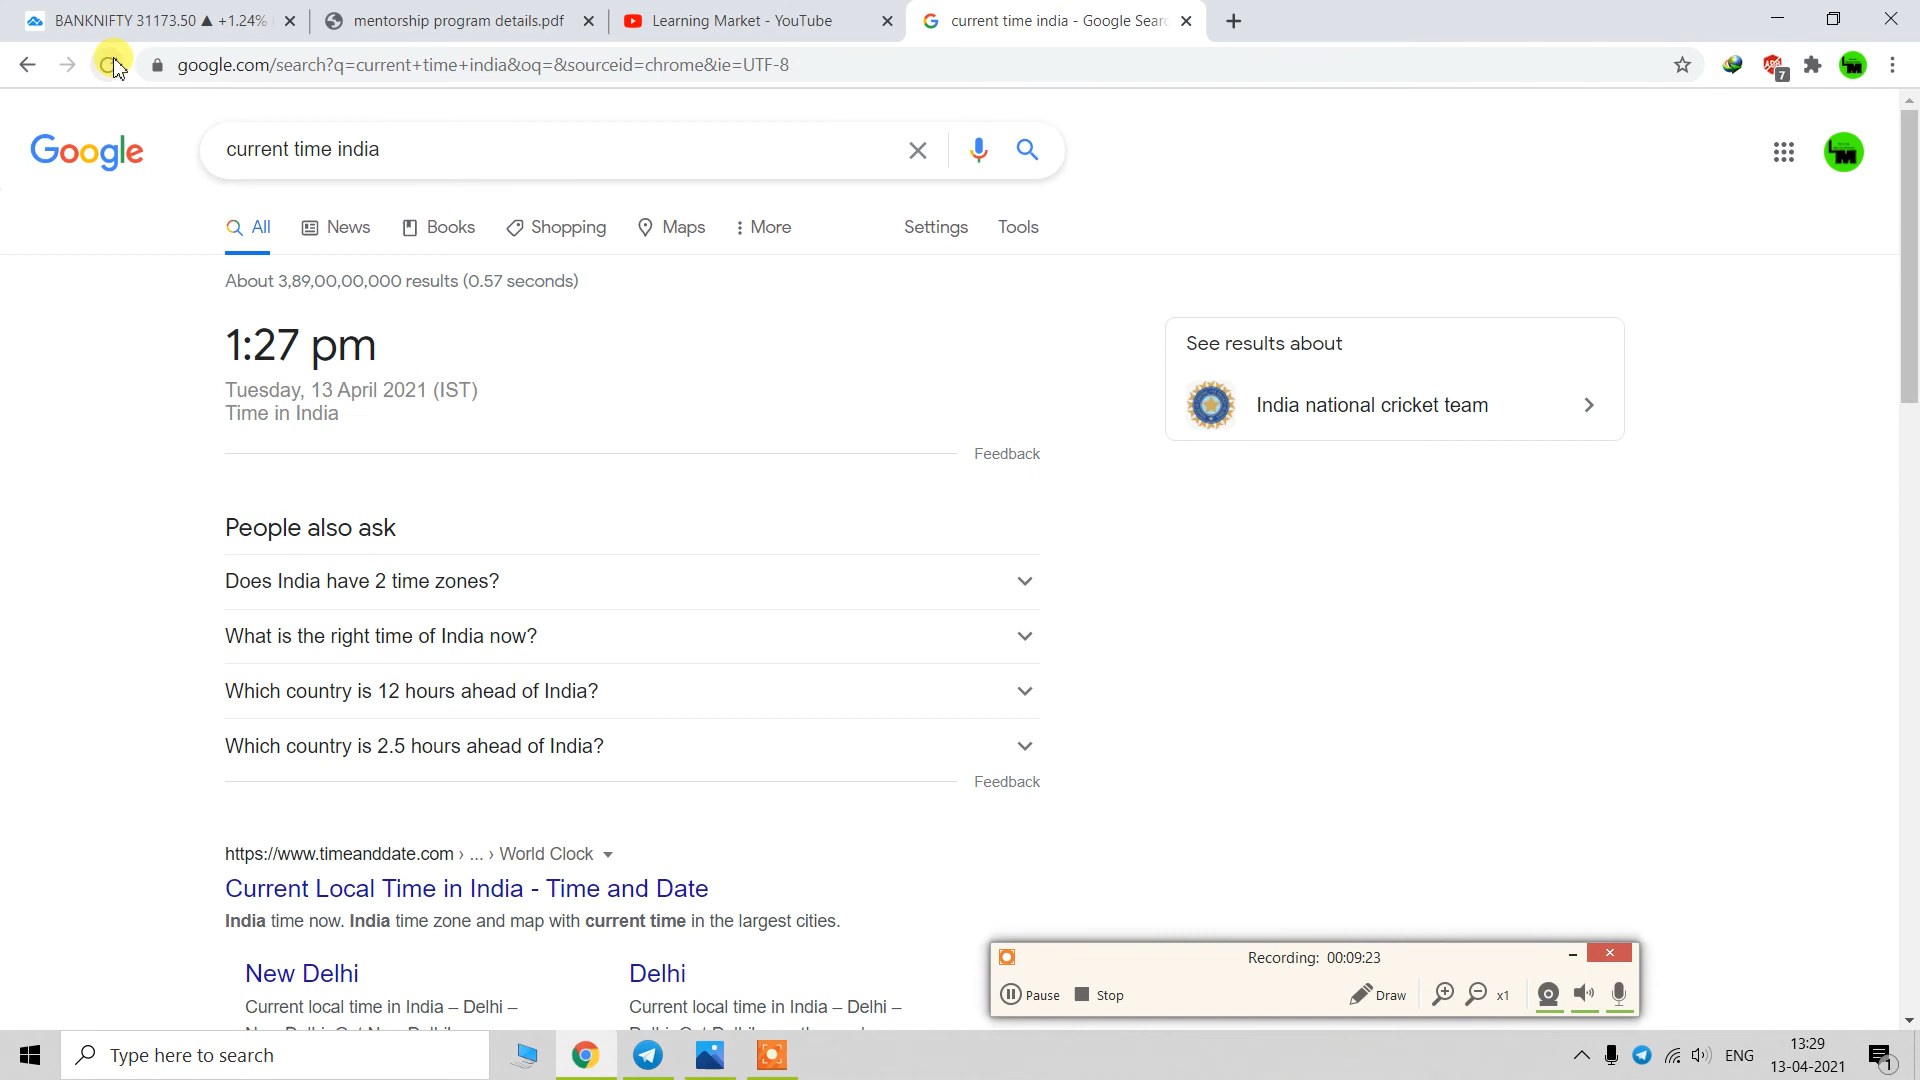 BANKNIFTY 31173.50 ▲ +1.24%
mentorship program details.pdf
Learning Market - YouTube
current time india - Google Searc
google.com/search?q=current+time+india&oq=&sourceid=chrome&ie=UTF-8
7
Google
current time india
All
News
Books
Shopping
Maps
More
Settings
Tools
About 3,89,00,00,000 results (0.57 seconds)
1:27 pm
Tuesday, 13 April 2021 (IST)
Time in India
See results about
India national cricket team
Feedback
People also ask
Does India have 2 time zones?
What is the right time of India now?
Which country is 12 hours ahead of India?
Which country is 2.5 hours ahead of India?
Feedback
https://www.timeanddate.com › ... › World Clock
Current Local Time in India - Time and Date
India time now. India time zone and map with current time in the largest cities.
New Delhi
Delhi
Current local time in India – Delhi –
Current local time in India – Delhi –
Recording: 00:09:23
Pause
Stop
Draw
x1
Type here to search
ENG
13:29
13-04-2021
1